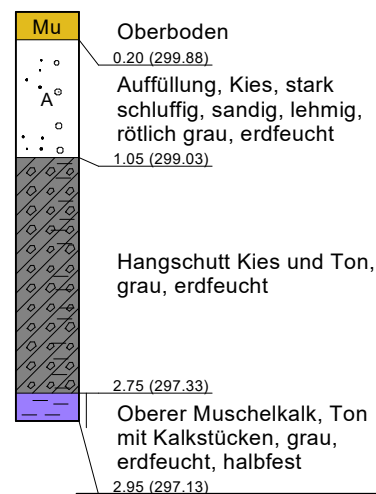 Mu
Oberboden
0.20 (299.88)
A
Auffüllung, Kies, stark
schluffig, sandig, lehmig,
rötlich grau, erdfeucht
1.05 (299.03)
Hangschutt Kies und Ton,
grau, erdfeucht
2.75 (297.33)
Oberer Muschelkalk, Ton
mit Kalkstücken, grau,
erdfeucht, halbfest
2.95 (297.13)